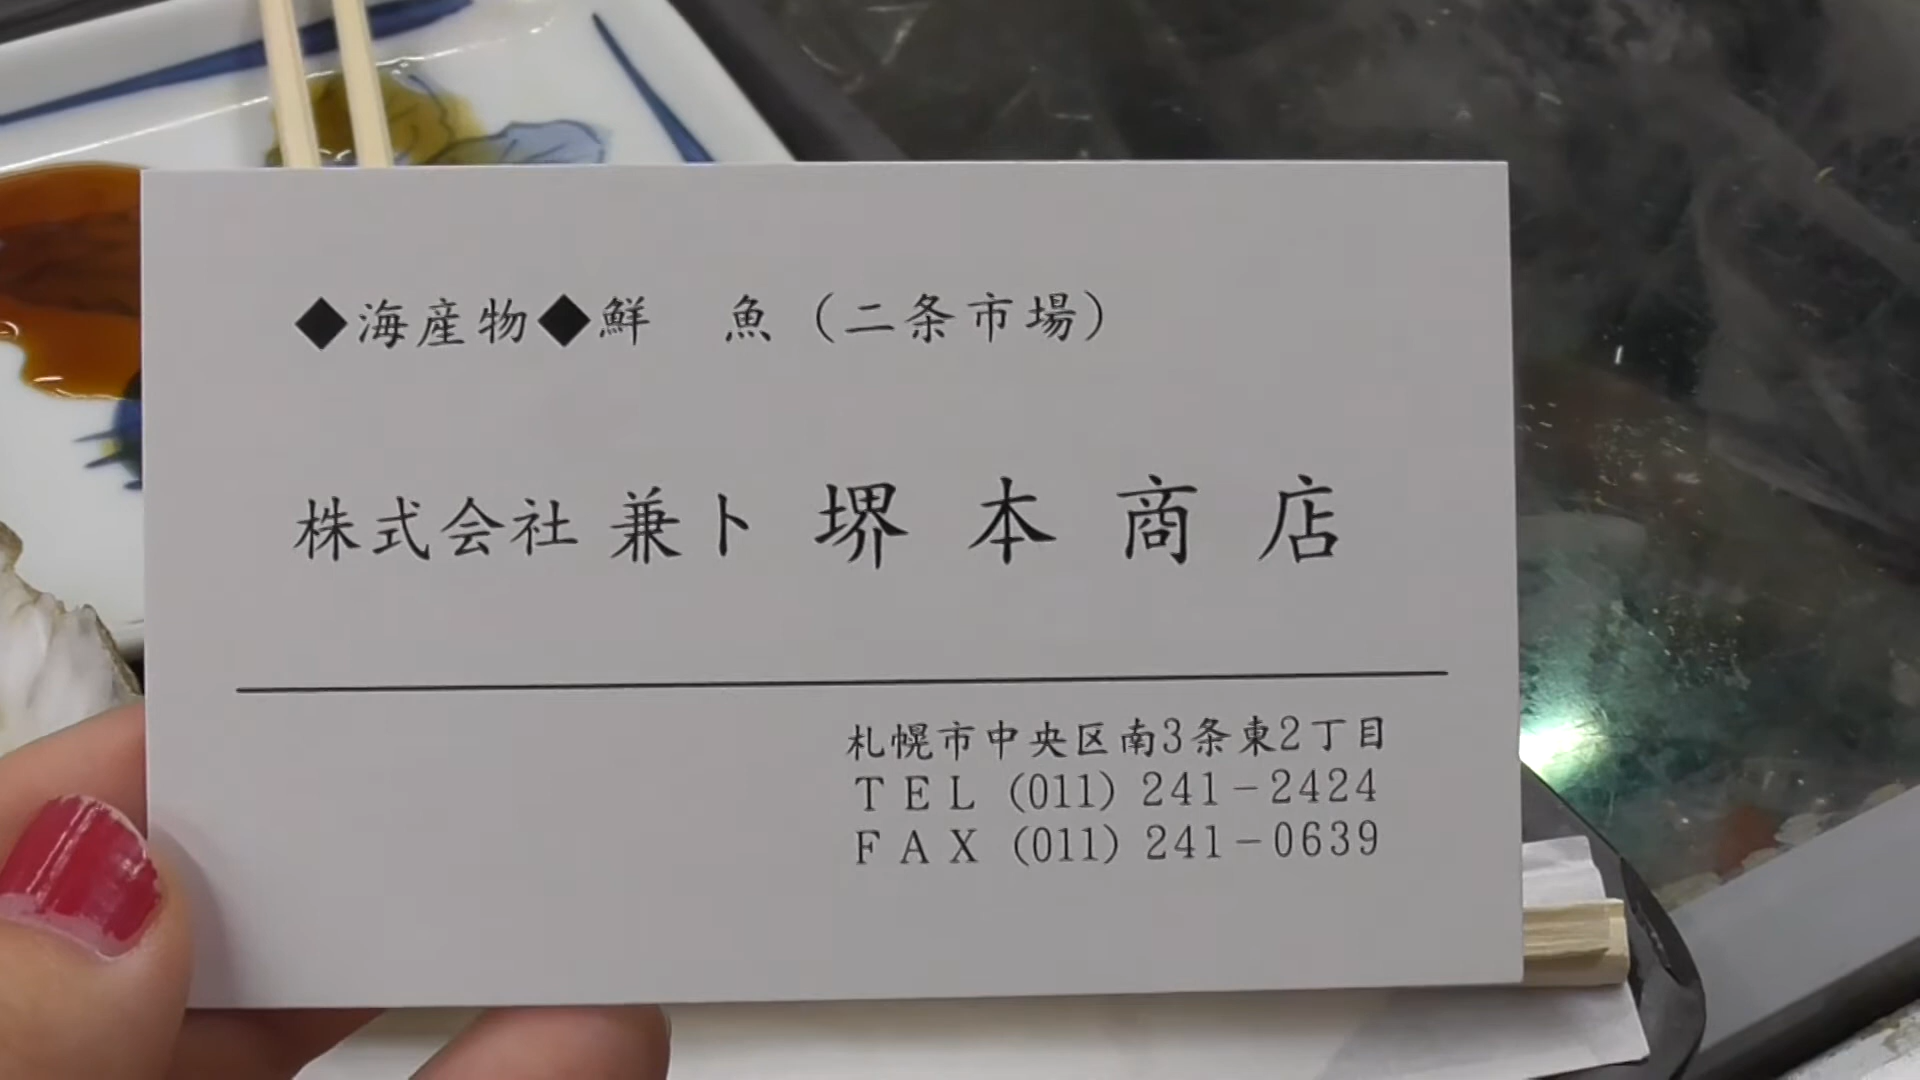 ◆海産物◆鮮　魚（二条市場）
株式会社 兼ト 堺本商店
札幌市中央区南3条東2丁目
TEL (011) 241-2424
FAX (011) 241-0639